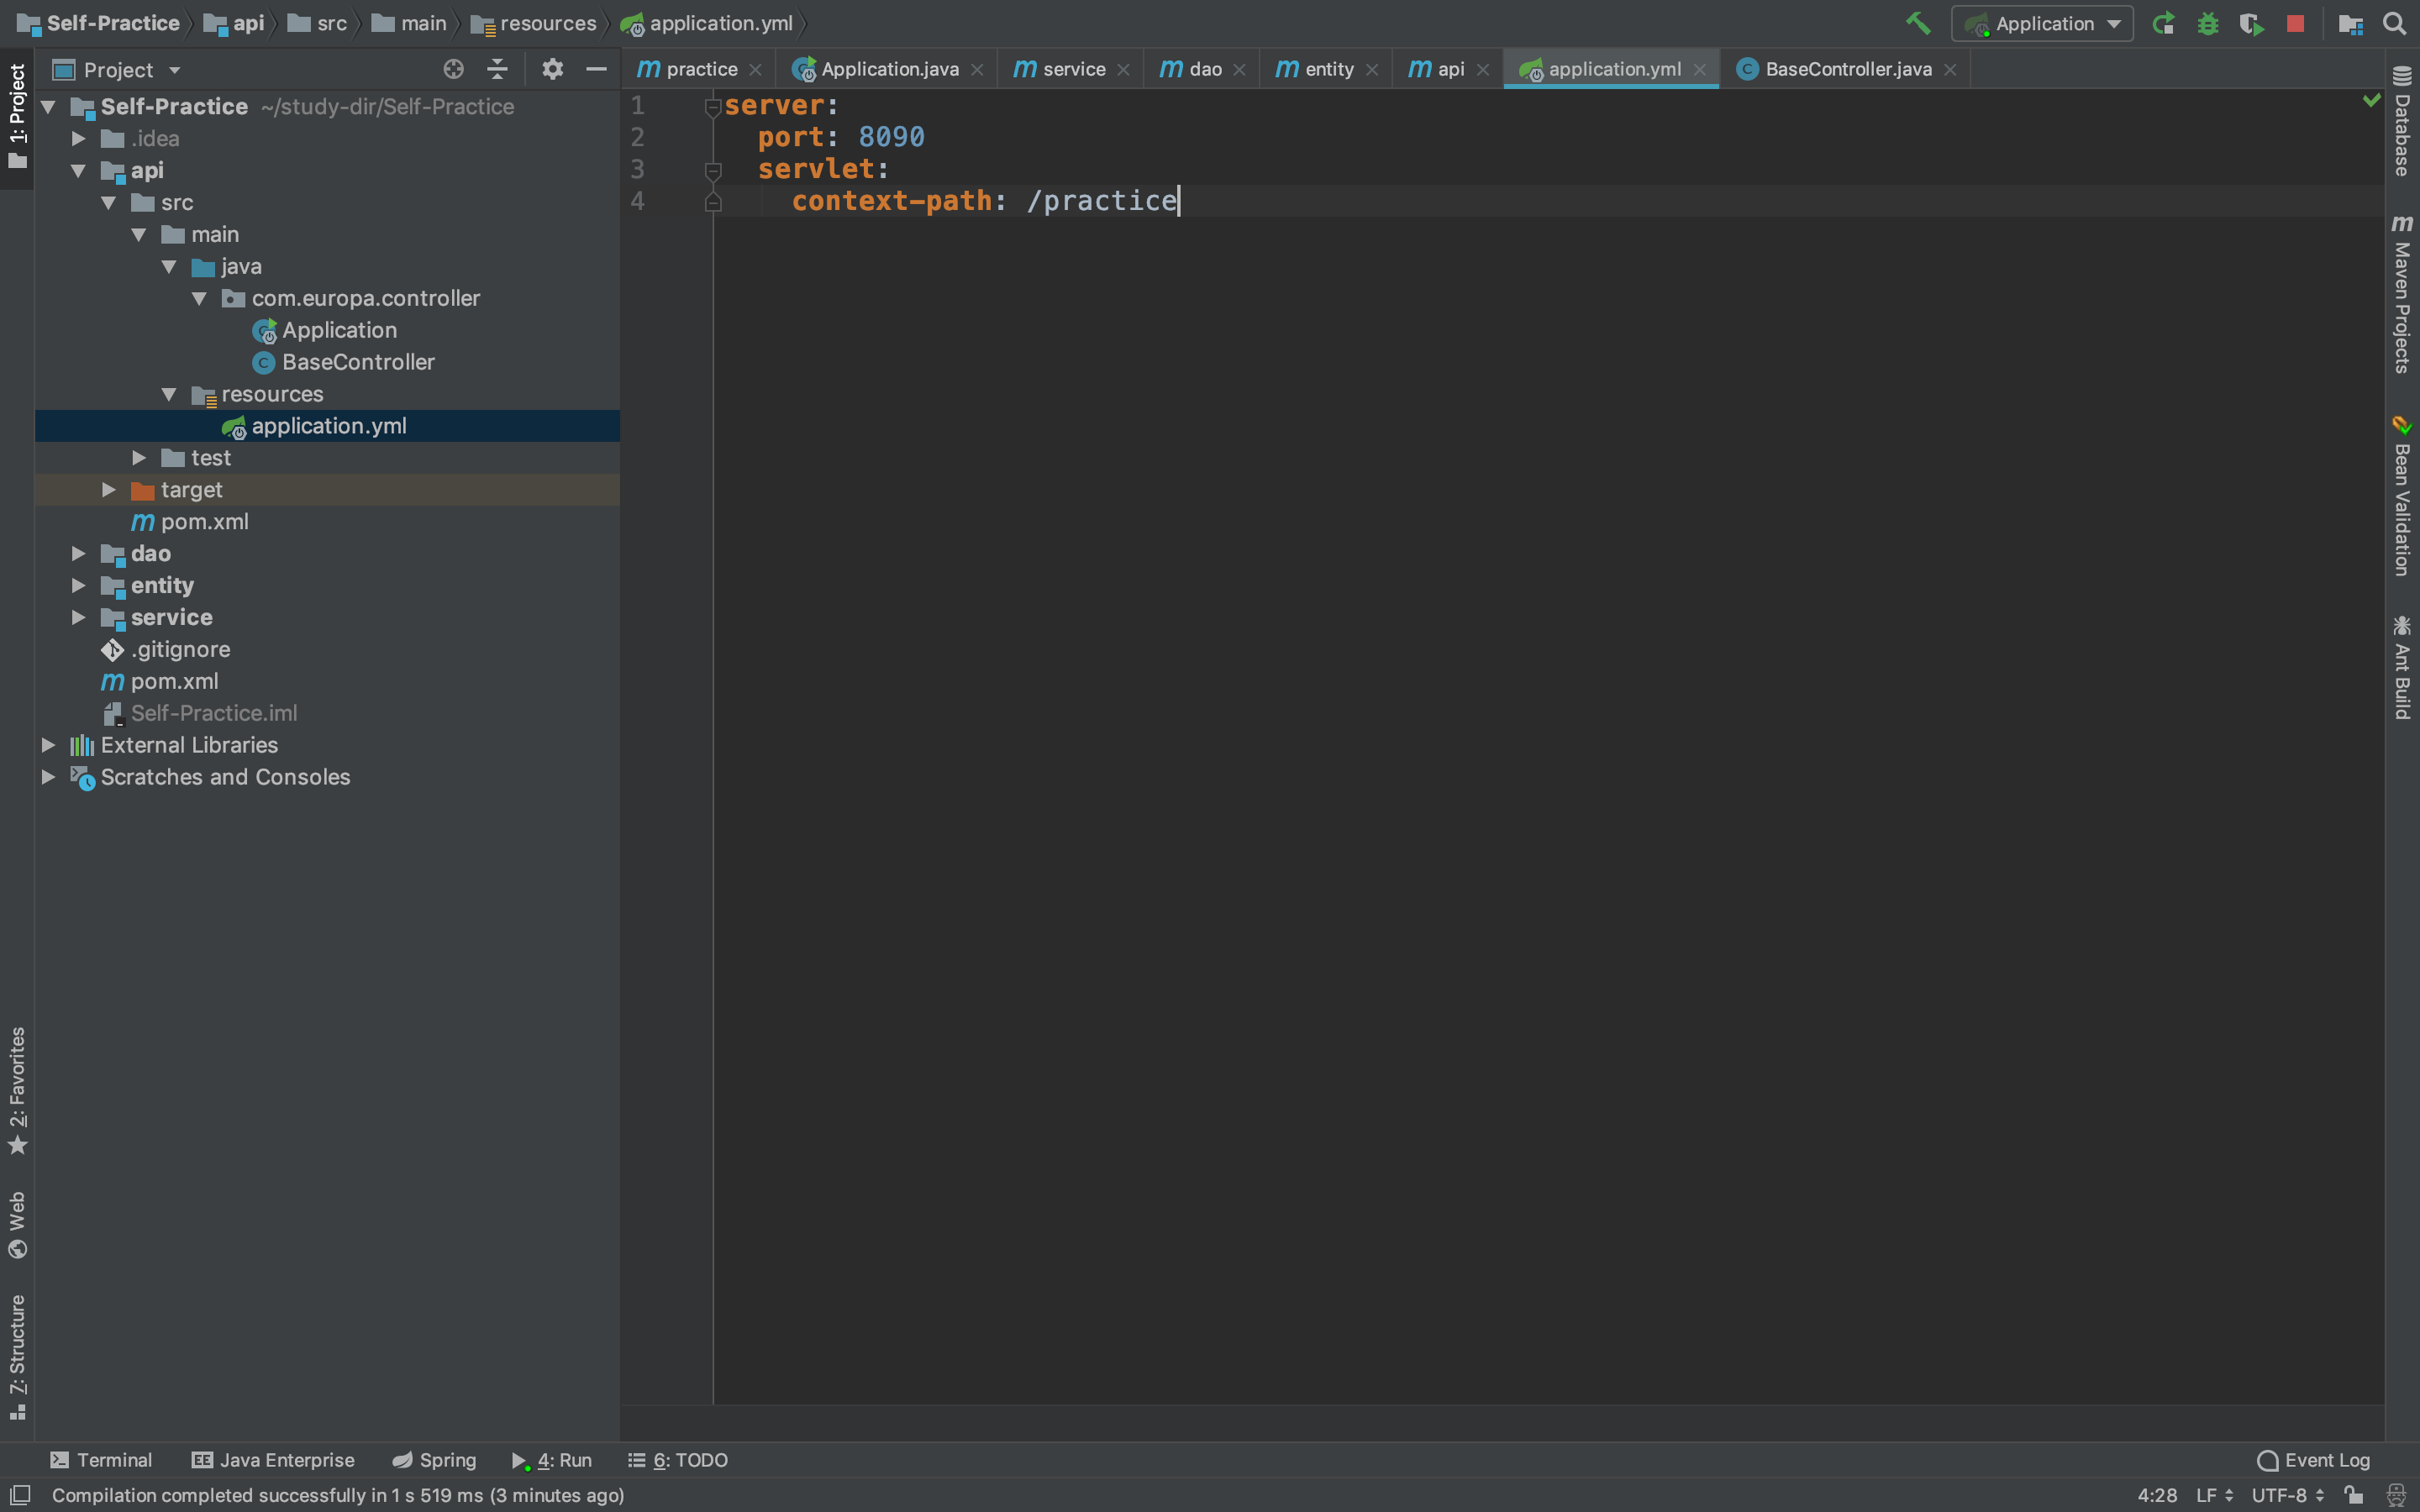 Self-Practice api src main resources application.yml Application
1: Project
Project
practice Application.java service dao entity api application.yml BaseController.java
Self-Practice ~/study-dir/Self-Practice
.idea
api
src
main
java
com.europa.controller
Application
BaseController
resources
application.yml
test
target
pom.xml
dao
entity
service
.gitignore
pom.xml
Self-Practice.iml
External Libraries
Scratches and Consoles
1 server:
2 port: 8090
3 servlet:
4 context-path: /practice
Database
Maven Projects
Bean Validation
Ant Build
2: Favorites
Web
7: Structure
Terminal Java Enterprise Spring 4: Run 6: TODO Event Log
Compilation completed successfully in 1 s 519 ms (3 minutes ago) 4:28 LF UTF-8